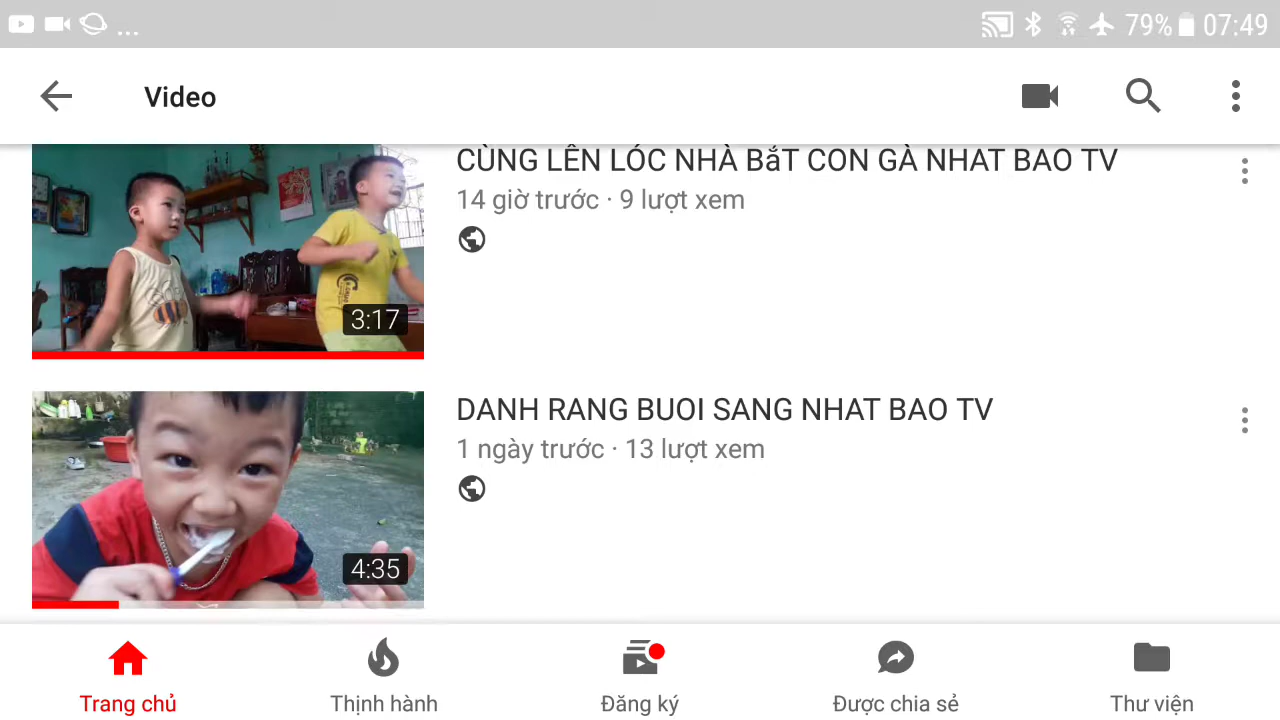 ... 79% 07:49
Video
CÙNG LÊN LÓC NHÀ BắT CON GÀ NHAT BAO TV
14 giờ trước · 9 lượt xem
3:17
DANH RANG BUOI SANG NHAT BAO TV
1 ngày trước · 13 lượt xem
4:35
Trang chủ Thịnh hành Đăng ký Được chia sẻ Thư viện